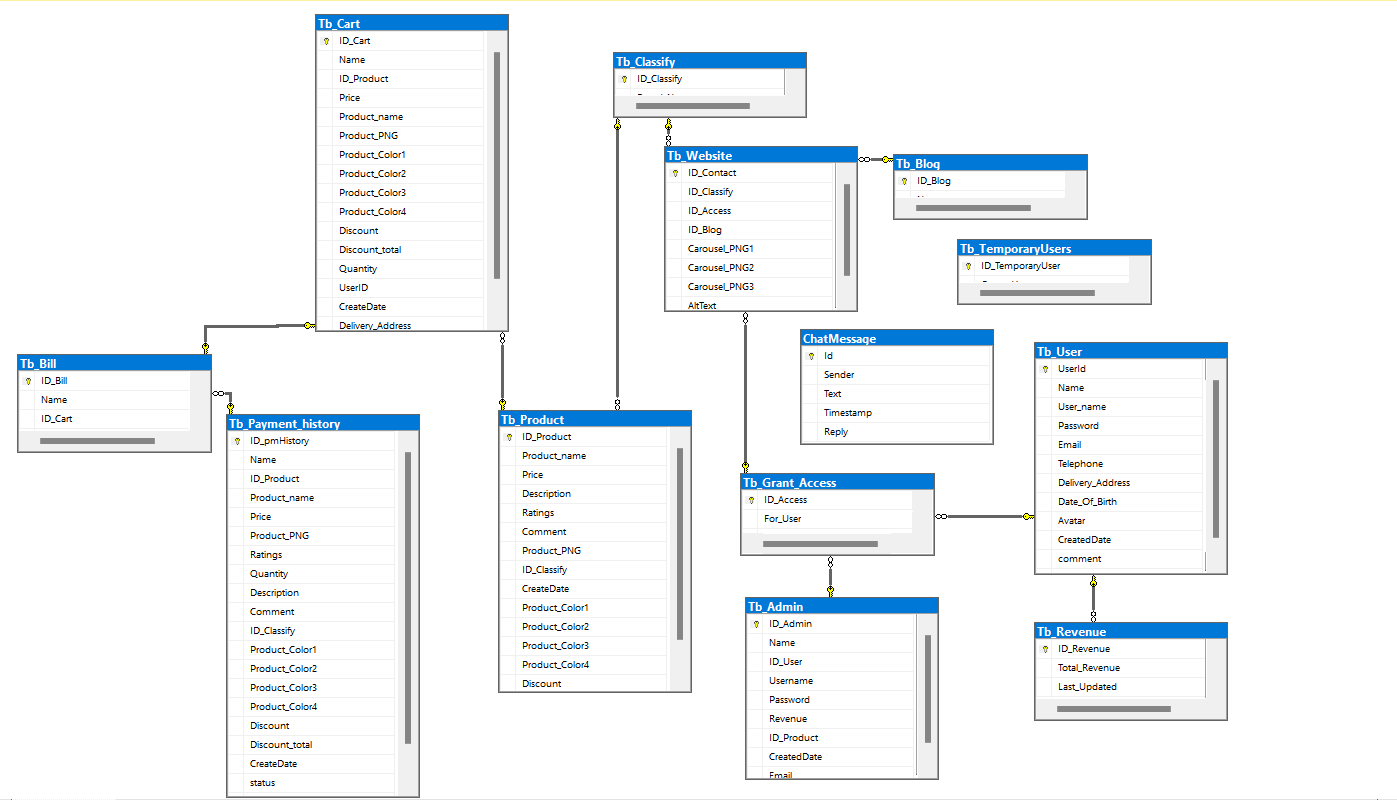 Tb_Cart
ID_Cart
Name
ID_Product
Price
Product_name
Product_PNG
Product_Color1
Product_Color2
Product_Color3
Product_Color4
Discount
Discount_total
Quantity
UserID
CreateDate
Delivery_Address
Tb_Classify
ID_Classify
Tb_Website
ID_Contact
ID_Classify
ID_Access
ID_Blog
Carousel_PNG1
Carousel_PNG2
Carousel_PNG3
AltText
Tb_Blog
ID_Blog
Tb_TemporaryUsers
ID_TemporaryUser
ChatMessage
Id
Sender
Text
Timestamp
Reply
Tb_User
UserId
Name
User_name
Password
Email
Telephone
Delivery_Address
Date_Of_Birth
Avatar
CreatedDate
comment
Tb_Bill
ID_Bill
Name
ID_Cart
Tb_Payment_history
ID_pmHistory
Name
ID_Product
Product_name
Price
Product_PNG
Ratings
Quantity
Description
Comment
ID_Classify
Product_Color1
Product_Color2
Product_Color3
Product_Color4
Discount
Discount_total
CreateDate
status
Tb_Product
ID_Product
Product_name
Price
Description
Ratings
Comment
Product_PNG
ID_Classify
CreateDate
Product_Color1
Product_Color2
Product_Color3
Product_Color4
Discount
Tb_Grant_Access
ID_Access
For_User
Tb_Admin
ID_Admin
Name
ID_User
Username
Password
Revenue
ID_Product
CreatedDate
Email
Tb_Revenue
ID_Revenue
Total_Revenue
Last_Updated